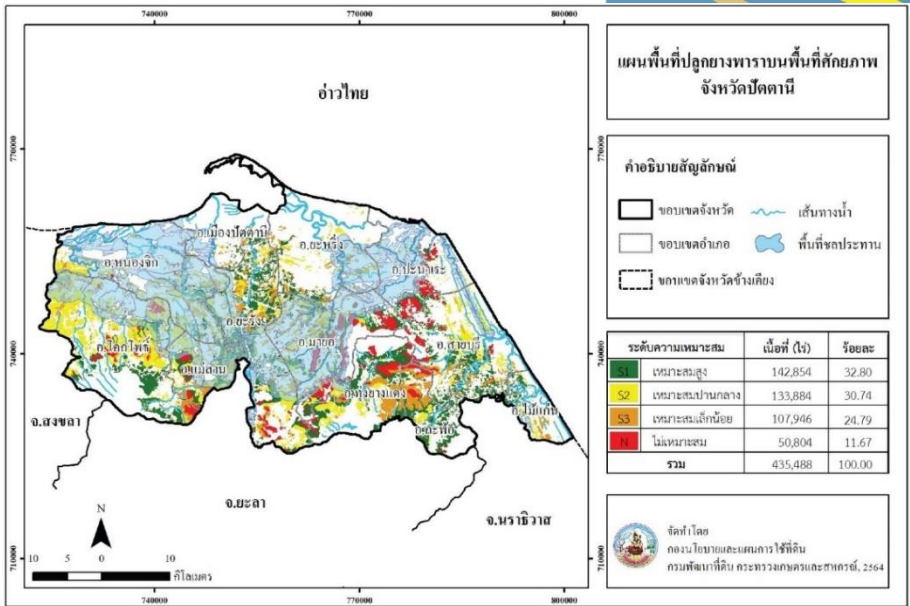 แผนพื้นที่ปลูกยางพาราบนพื้นที่ศักยภาพ
จังหวัดปัตตานี
คำอธิบายสัญลักษณ์
ขอบเขตจังหวัด
เส้นทางน้ำ
ขอบเขตอำเภอ
พื้นที่ชลประทาน
ขอบเขตจังหวัดข้างเคียง
ระดับความเหมาะสม เนื้อที่ (ไร่) ร้อยละ
S1 เหมาะสมสูง 142,854 32.80
S2 เหมาะสมปานกลาง 133,884 30.74
S3 เหมาะสมเล็กน้อย 107,946 24.79
N ไม่เหมาะสม 50,804 11.67
รวม 435,488 100.00
จัดทำโดย
กองนโยบายและแผนการใช้ที่ดิน
กรมพัฒนาที่ดิน กระทรวงเกษตรและสหกรณ์, 2564
740000 770000 800000
770000 770000
อ่าวไทย
อ.เมืองปัตตานี
อ.ยะหริ่ง
อ.หนองจิก
อ.ปะนาเระ
อ.ยะรัง
อ.มายอ
อ.สายบุรี
อ.โคกโพธิ์
อ.แม่ลาน
อ.ทุ่งยางแดง
อ.ไม้แก่น
อ.กะพ้อ
740000 740000
จ.สงขลา
จ.ยะลา
จ.นราธิวาส
N
10 5 0 10
กิโลเมตร
710000 710000
740000 770000 800000